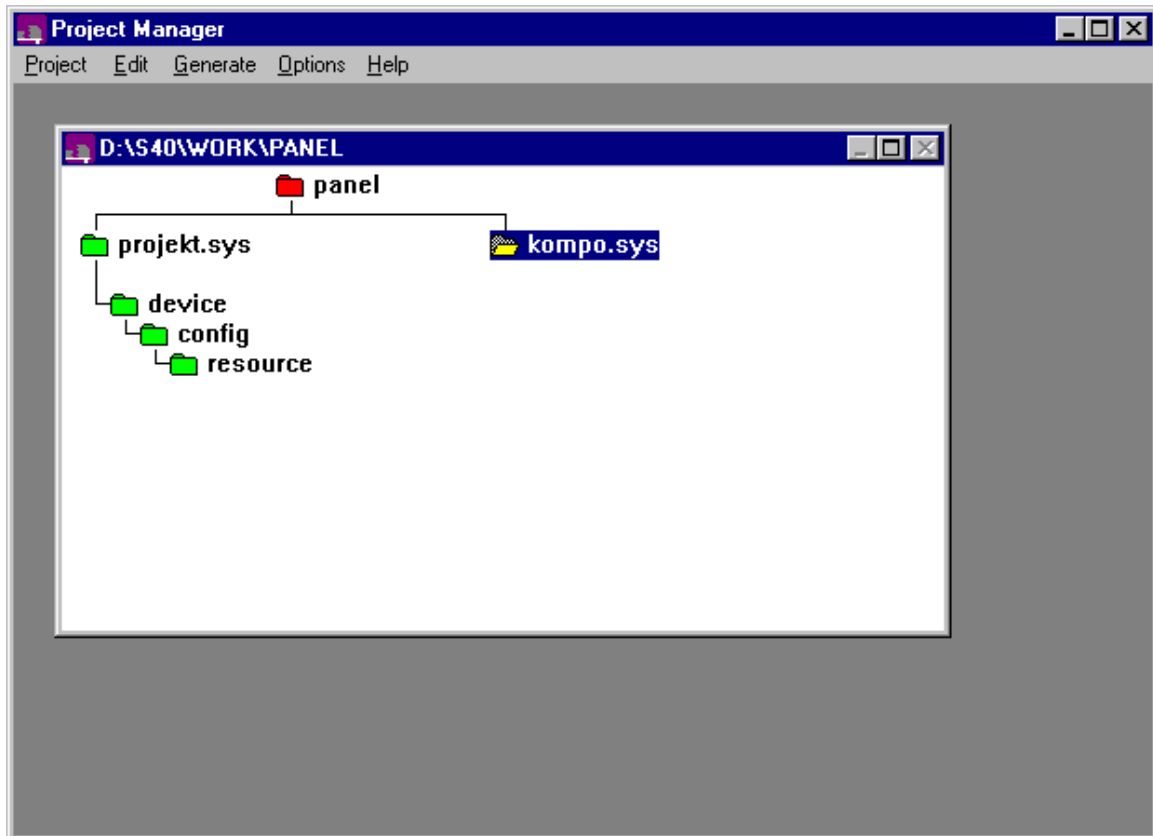 Project Manager
Project Edit Generate Options Help
D:\S40\WORK\PANEL
panel
projekt.sys kompo.sys
device
config
resource